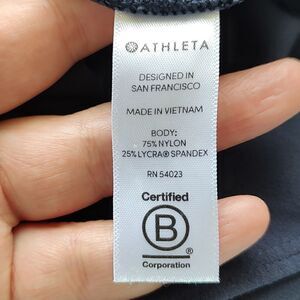 ATHLETA
DESIGNED IN
SAN FRANCISCO
MADE IN VIETNAM
BODY:
75% NYLON
25% LYCRA® SPANDEX
RN 54023
Certified
B
®
Corporation